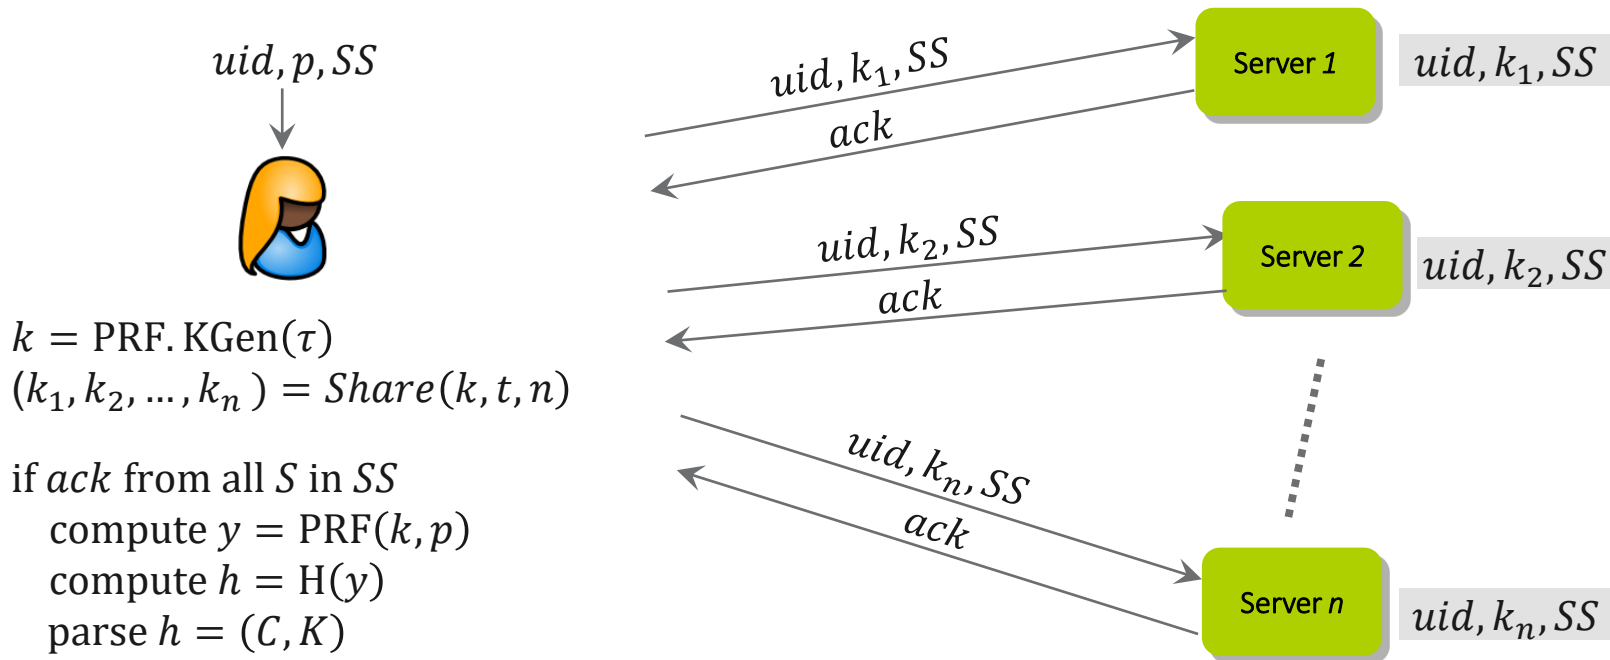 uid, p, SS
k = PRF. KGen(τ)
(k₁, k₂, … , kₙ ) = Share(k, t, n)
if ack from all S in SS
compute y = PRF(k, p)
compute h = H(y)
parse h = (C, K)
uid, k₁, SS
ack
Server 1
uid, k₁, SS
uid, k₂, SS
ack
Server 2
uid, k₂, SS
uid, kₙ, SS
ack
Server n
uid, kₙ, SS